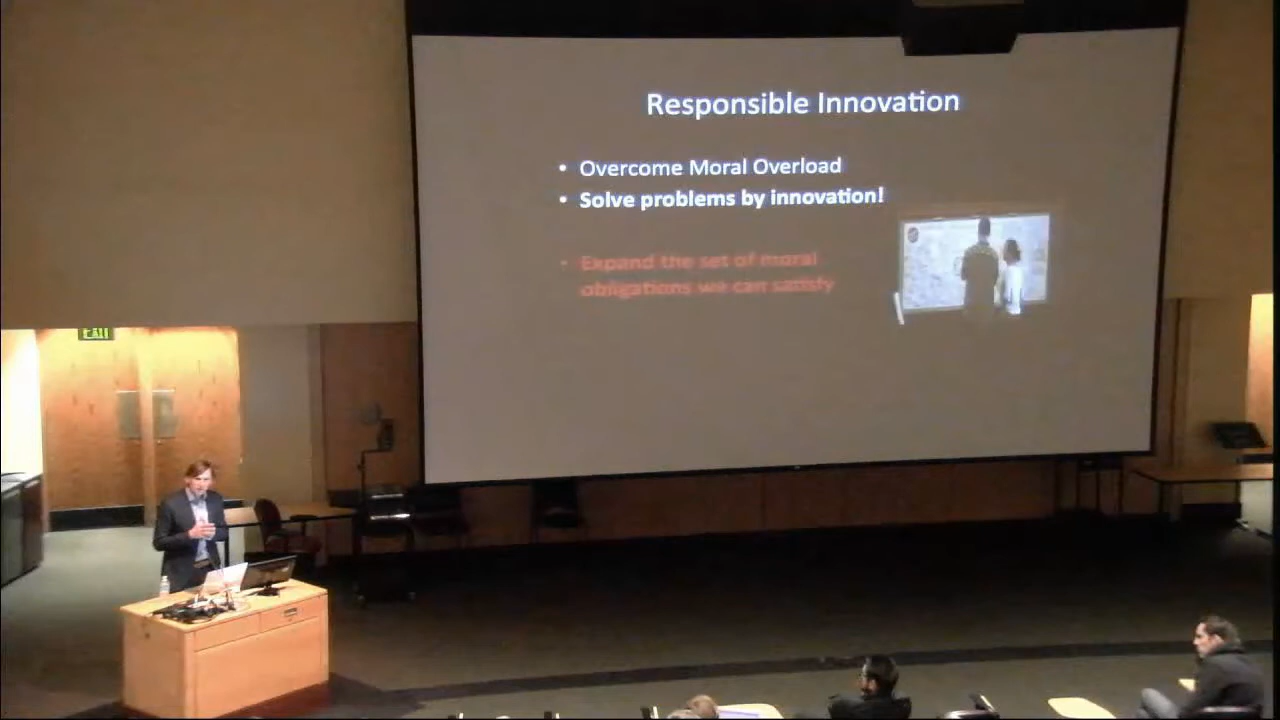 Responsible Innovation
• Overcome Moral Overload
• Solve problems by innovation!
• Expand the set of moral
obligations we can satisfy
EXIT